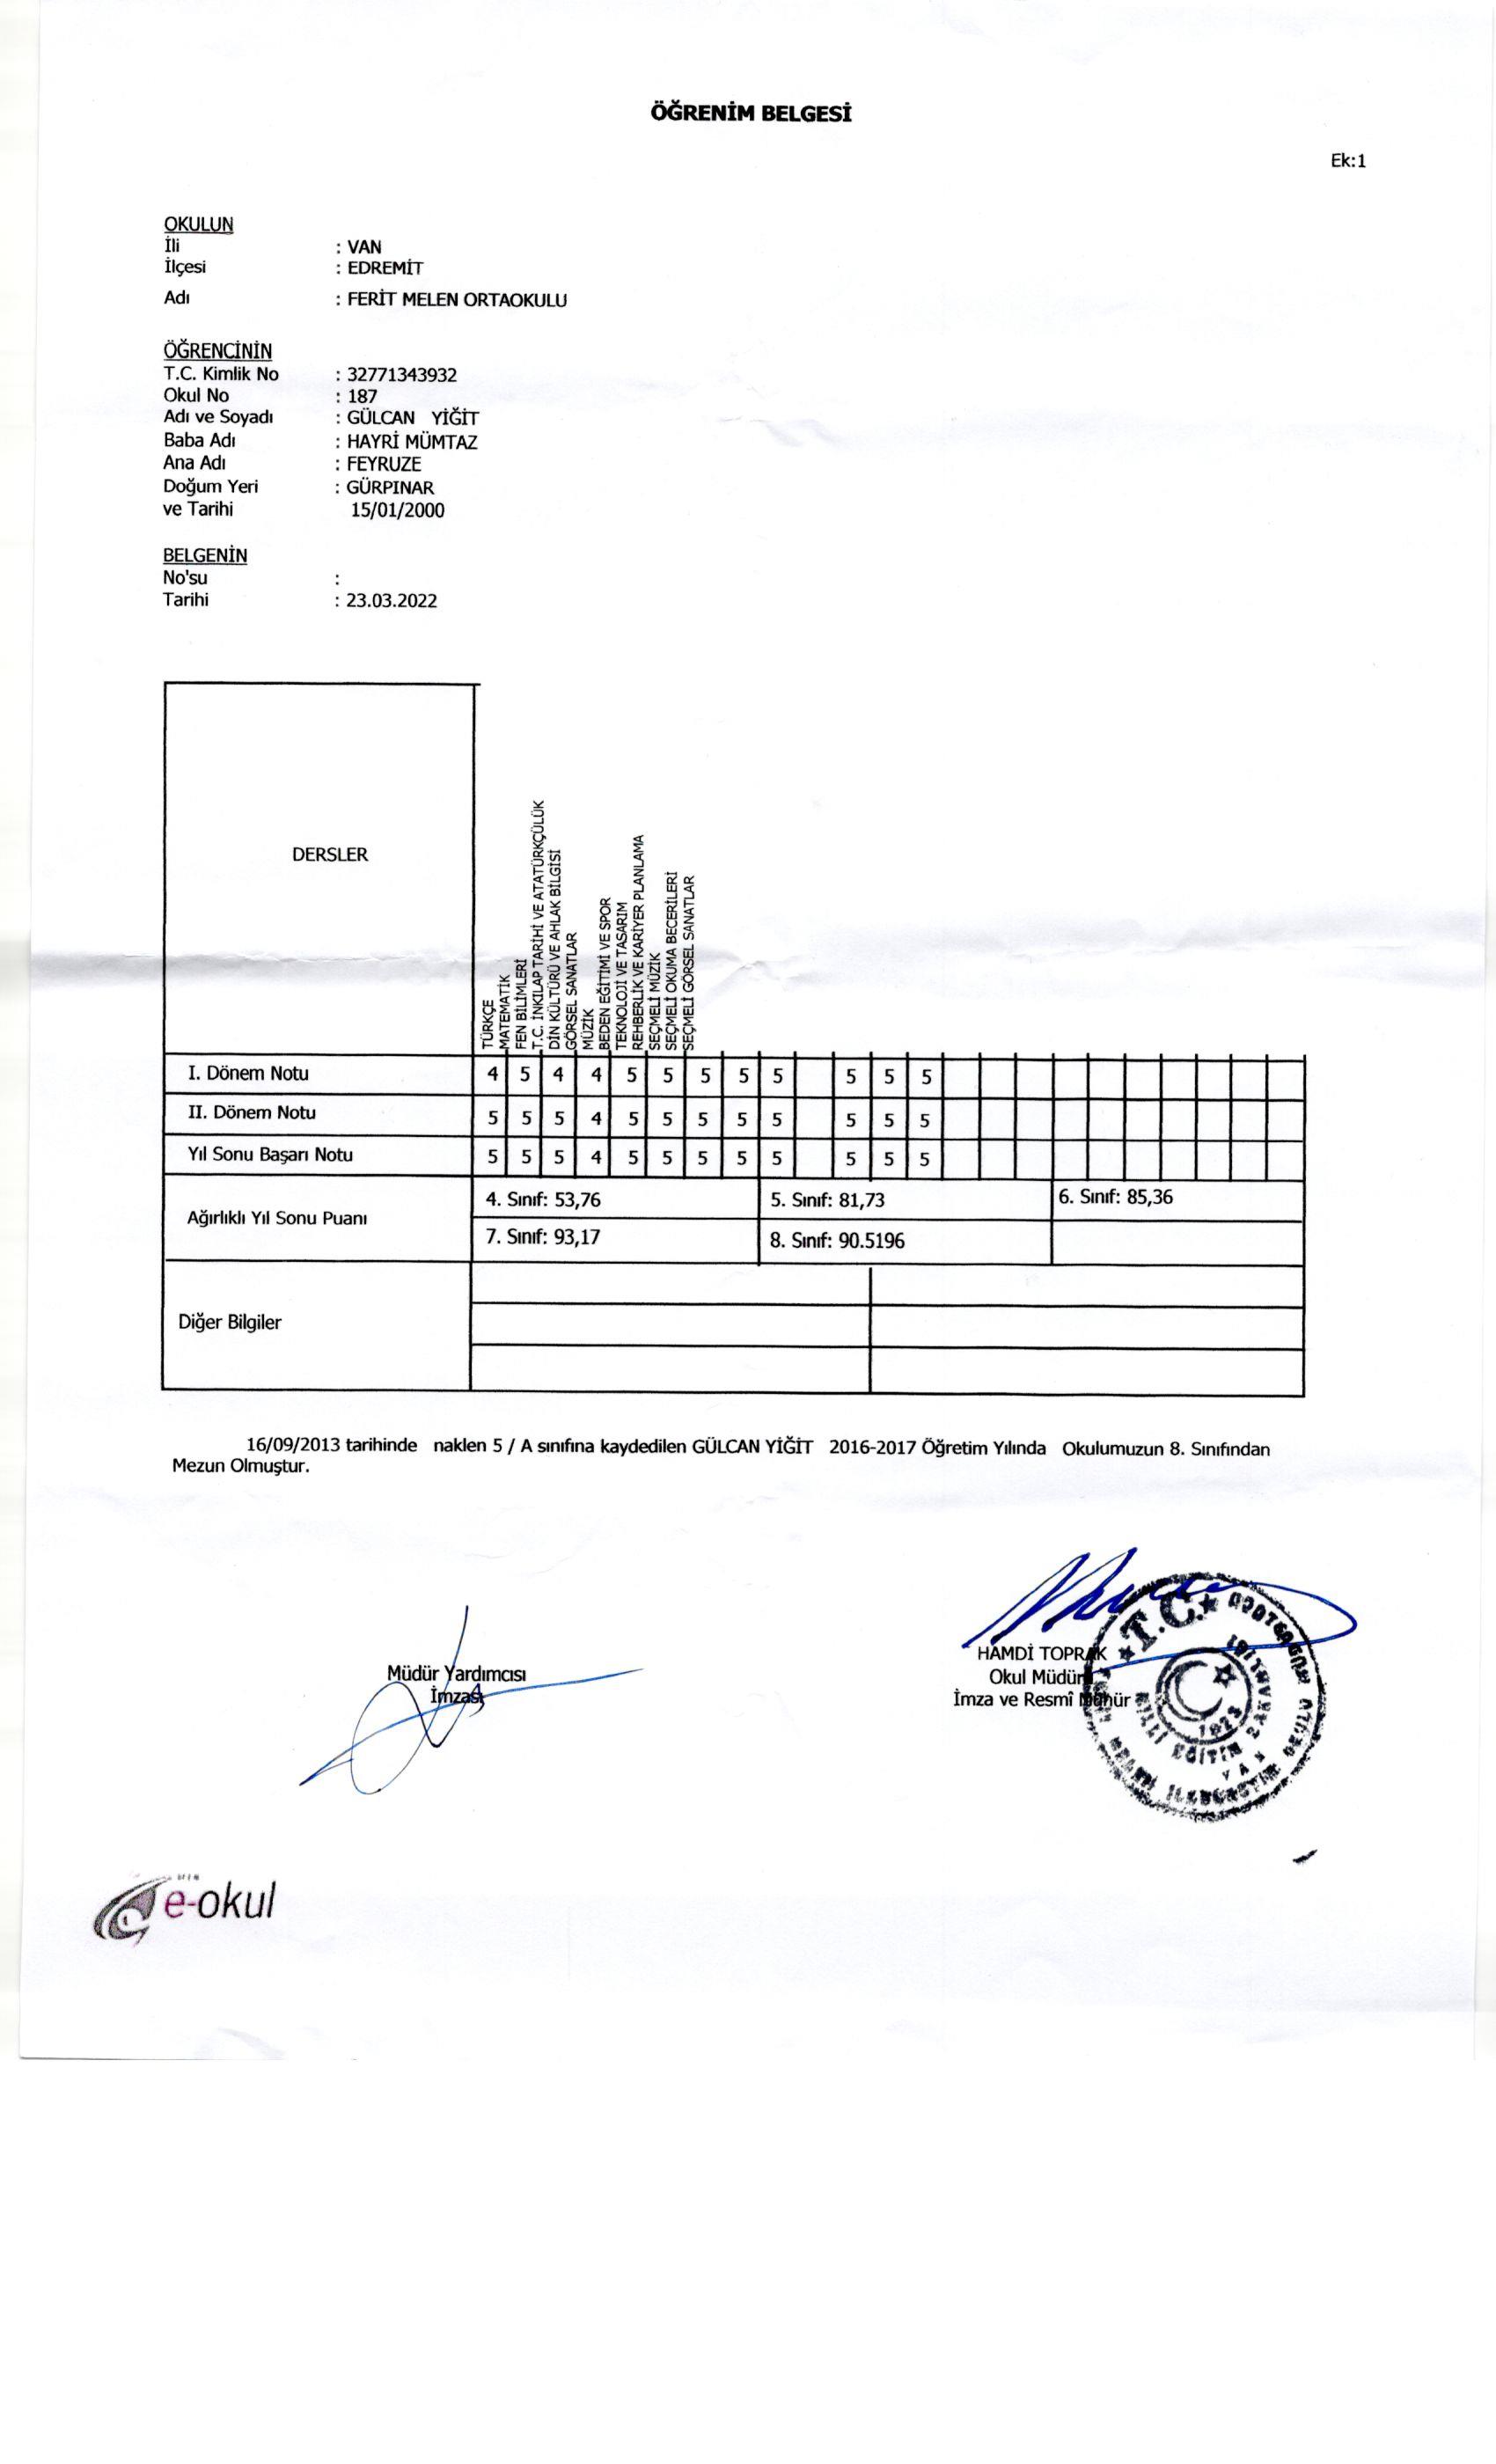 ÖĞRENİM BELGESİ
Ek:1
OKULUN
İli : VAN
İlçesi : EDREMİT
Adı : FERİT MELEN ORTAOKULU
ÖĞRENCİNİN
T.C. Kimlik No : 32771343932
Okul No : 187
Adı ve Soyadı : GÜLCAN YİĞİT
Baba Adı : HAYRİ MÜMTAZ
Ana Adı : FEYRUZE
Doğum Yeri : GÜRPINAR
ve Tarihi 15/01/2000
BELGENİN
No'su :
Tarihi : 23.03.2022
DERSLER
TÜRKÇE
MATEMATİK
FEN BİLİMLERİ
T.C. İNKILAP TARİHİ VE ATATÜRKÇÜLÜK
DİN KÜLTÜRÜ VE AHLAK BİLGİSİ
GÖRSEL SANATLAR
MÜZİK
BEDEN EĞİTİMİ VE SPOR
TEKNOLOJİ VE TASARIM
REHBERLİK VE KARİYER PLANLAMA
SEÇMELİ MÜZİK
SEÇMELİ OKUMA BECERİLERİ
SEÇMELİ GÖRSEL SANATLAR
I. Dönem Notu 4 5 4 4 5 5 5 5 5 5 5 5
II. Dönem Notu 5 5 5 4 5 5 5 5 5 5 5 5
Yıl Sonu Başarı Notu 5 5 5 4 5 5 5 5 5 5 5 5
Ağırlıklı Yıl Sonu Puanı
4. Sınıf: 53,76 5. Sınıf: 81,73 6. Sınıf: 85,36
7. Sınıf: 93,17 8. Sınıf: 90.5196
Diğer Bilgiler
16/09/2013 tarihinde naklen 5 / A sınıfına kaydedilen GÜLCAN YİĞİT 2016-2017 Öğretim Yılında Okulumuzun 8. Sınıfından
Mezun Olmuştur.
Müdür Yardımcısı
İmzası
HAMDİ TOPRAK
Okul Müdürü
İmza ve Resmî Mühür
T.C.
1923
MİLLİ EĞİTİM BAKANLIĞI
VAN
e-okul